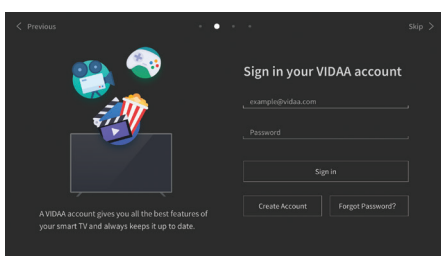 Previous
Skip
Sign in your VIDAA account
example@vidaa.com
Password
Sign in
Create Account
Forgot Password?
A VIDAA account gives you all the best features of
your smart TV and always keeps it up to date.